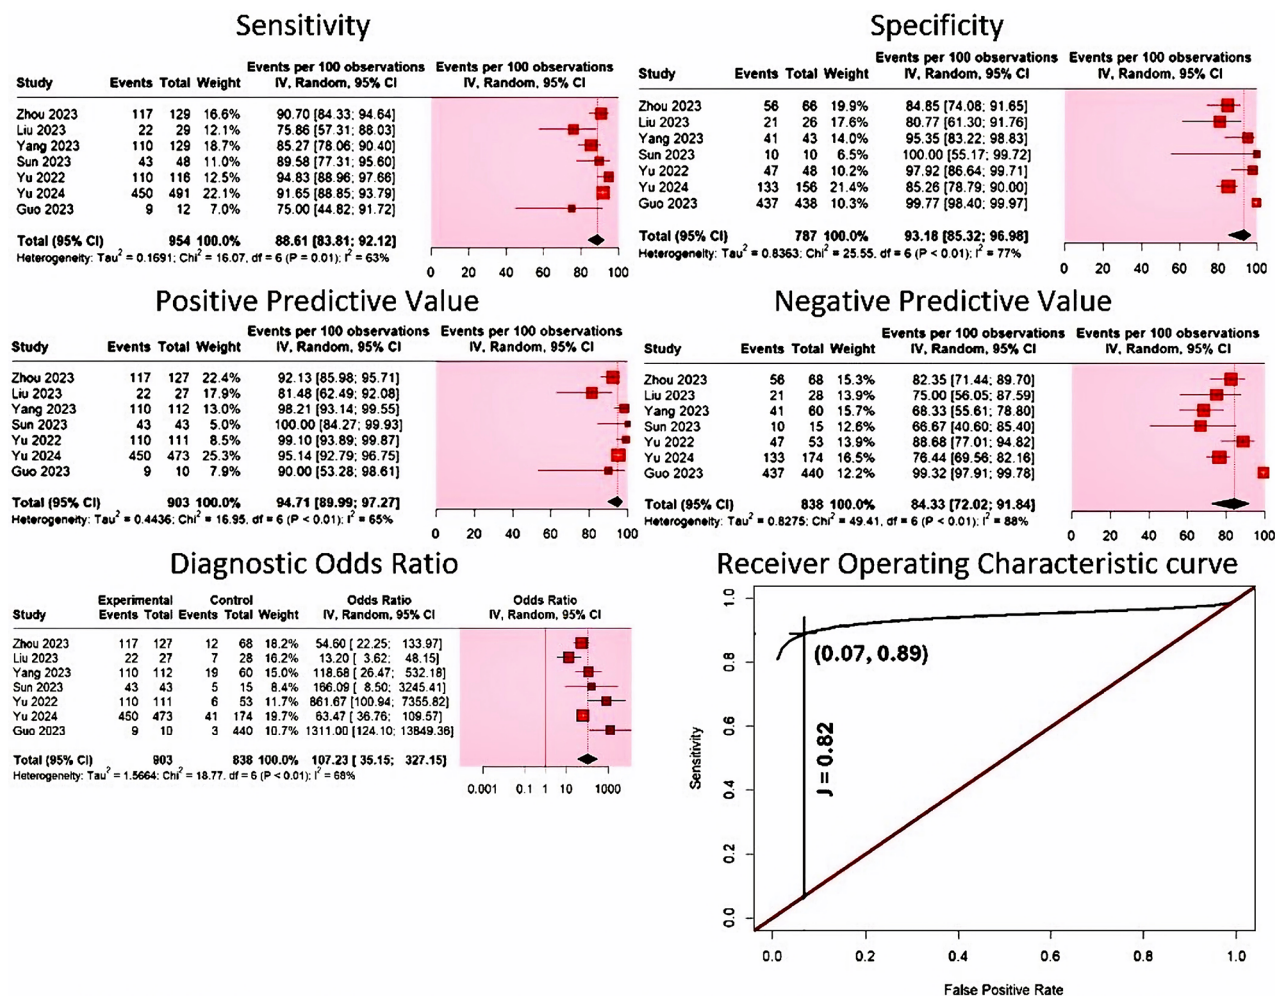 Sensitivity
Events per 100 observations Events per 100 observations
Study Events Total Weight IV, Random, 95% CI IV, Random, 95% CI
Zhou 2023 117 129 16.6% 90.70 [84.33; 94.64]
Liu 2023 22 29 12.1% 75.86 [57.31; 88.03]
Yang 2023 110 129 18.7% 85.27 [78.06; 90.40]
Sun 2023 43 48 11.0% 89.58 [77.31; 95.60]
Yu 2022 110 116 12.5% 94.83 [88.96; 97.66]
Yu 2024 450 491 22.1% 91.65 [88.85; 93.79]
Guo 2023 9 12 7.0% 75.00 [44.82; 91.72]
Total (95% CI) 954 100.0% 88.61 [83.81; 92.12]
Heterogeneity: Tau² = 0.1691; Chi² = 16.07, df = 6 (P = 0.01); I² = 63%
0 20 40 60 80 100
Specificity
Events per 100 observations Events per 100 observations
Study Events Total Weight IV, Random, 95% CI IV, Random, 95% CI
Zhou 2023 56 66 19.9% 84.85 [74.08; 91.65]
Liu 2023 21 26 17.6% 80.77 [61.30; 91.76]
Yang 2023 41 43 14.0% 95.35 [83.22; 98.83]
Sun 2023 10 10 6.5% 100.00 [55.17; 99.72]
Yu 2022 47 48 10.2% 97.92 [86.64; 99.71]
Yu 2024 133 156 21.4% 85.26 [78.79; 90.00]
Guo 2023 437 438 10.3% 99.77 [98.40; 99.97]
Total (95% CI) 787 100.0% 93.18 [85.32; 96.98]
Heterogeneity: Tau² = 0.8363; Chi² = 25.55, df = 6 (P < 0.01); I² = 77%
0 20 40 60 80 100
Positive Predictive Value
Events per 100 observations Events per 100 observations
Study Events Total Weight IV, Random, 95% CI IV, Random, 95% CI
Zhou 2023 117 127 22.4% 92.13 [85.98; 95.71]
Liu 2023 22 27 17.9% 81.48 [62.49; 92.08]
Yang 2023 110 112 13.0% 98.21 [93.14; 99.55]
Sun 2023 43 43 5.0% 100.00 [84.27; 99.93]
Yu 2022 110 111 8.5% 99.10 [93.89; 99.87]
Yu 2024 450 473 25.3% 95.14 [92.79; 96.75]
Guo 2023 9 10 7.9% 90.00 [53.28; 98.61]
Total (95% CI) 903 100.0% 94.71 [89.99; 97.27]
Heterogeneity: Tau² = 0.4436; Chi² = 16.95, df = 6 (P < 0.01); I² = 65%
0 20 40 60 80 100
Negative Predictive Value
Events per 100 observations Events per 100 observations
Study Events Total Weight IV, Random, 95% CI IV, Random, 95% CI
Zhou 2023 56 68 15.3% 82.35 [71.44; 89.70]
Liu 2023 21 28 13.9% 75.00 [56.05; 87.59]
Yang 2023 41 60 15.7% 68.33 [55.61; 78.80]
Sun 2023 10 15 12.6% 66.67 [40.60; 85.40]
Yu 2022 47 53 13.9% 88.68 [77.01; 94.82]
Yu 2024 133 174 16.5% 76.44 [69.56; 82.16]
Guo 2023 437 440 12.2% 99.32 [97.91; 99.78]
Total (95% CI) 838 100.0% 84.33 [72.02; 91.84]
Heterogeneity: Tau² = 0.8275; Chi² = 49.41, df = 6 (P < 0.01); I² = 88%
0 20 40 60 80 100
Diagnostic Odds Ratio
Experimental Control Odds Ratio Odds Ratio
Study Events Total Events Total Weight IV, Random, 95% CI IV, Random, 95% CI
Zhou 2023 117 127 12 68 18.2% 54.60 [ 22.25; 133.97]
Liu 2023 22 27 7 28 16.2% 13.20 [ 3.62; 48.15]
Yang 2023 110 112 19 60 15.0% 118.68 [ 26.47; 532.18]
Sun 2023 43 43 5 15 8.4% 166.09 [ 8.50; 3245.41]
Yu 2022 110 111 6 53 11.7% 861.67 [100.94; 7355.82]
Yu 2024 450 473 41 174 19.7% 63.47 [ 36.76; 109.57]
Guo 2023 9 10 3 440 10.7% 1311.00 [124.10; 13849.36]
Total (95% CI) 903 838 100.0% 107.23 [ 35.15; 327.15]
Heterogeneity: Tau² = 1.5664; Chi² = 18.77, df = 6 (P < 0.01); I² = 68%
0.001 0.1 1 10 1000
Receiver Operating Characteristic curve
Sensitivity
1.0
0.8
0.6
0.4
0.2
0.0
(0.07, 0.89)
J = 0.82
0.0 0.2 0.4 0.6 0.8 1.0
False Positive Rate